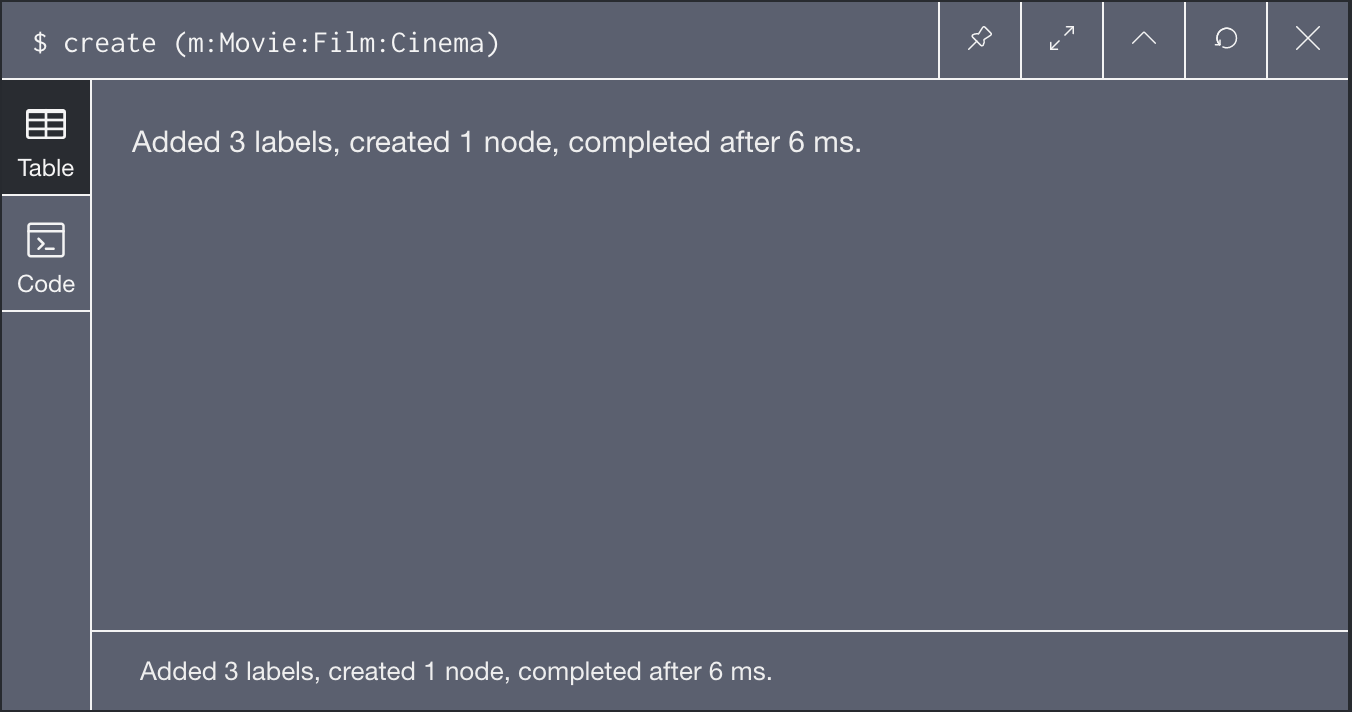 $ create (m:Movie:Film:Cinema)
Table
Added 3 labels, created 1 node, completed after 6 ms.
Code
Added 3 labels, created 1 node, completed after 6 ms.